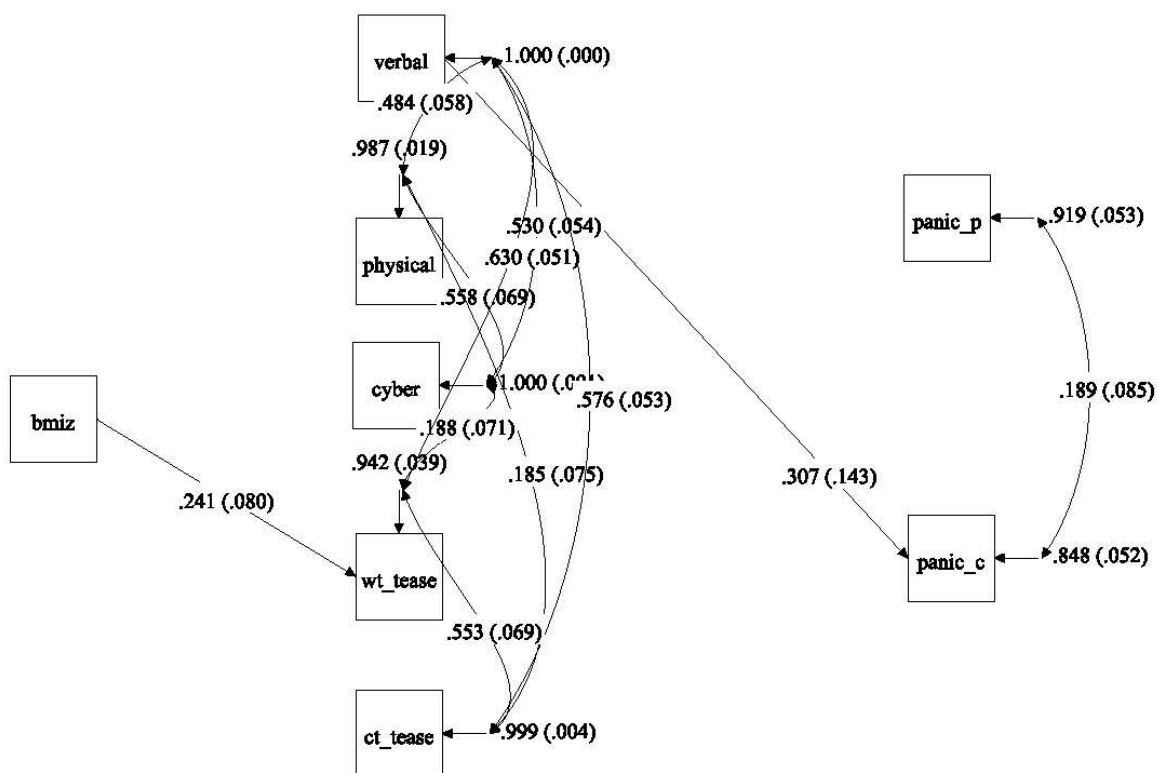 verbal
1.000 (.000)
.484 (.058)
.987 (.019)
physical
.530 (.054)
.630 (.051)
.558 (.069)
panic_p
.919 (.053)
cyber
1.000
.576 (.053)
.188 (.071)
.189 (.085)
bmiz
.942 (.039)
.185 (.075)
.307 (.143)
.241 (.080)
wt_tease
panic_c
.848 (.052)
.553 (.069)
ct_tease
.999 (.004)